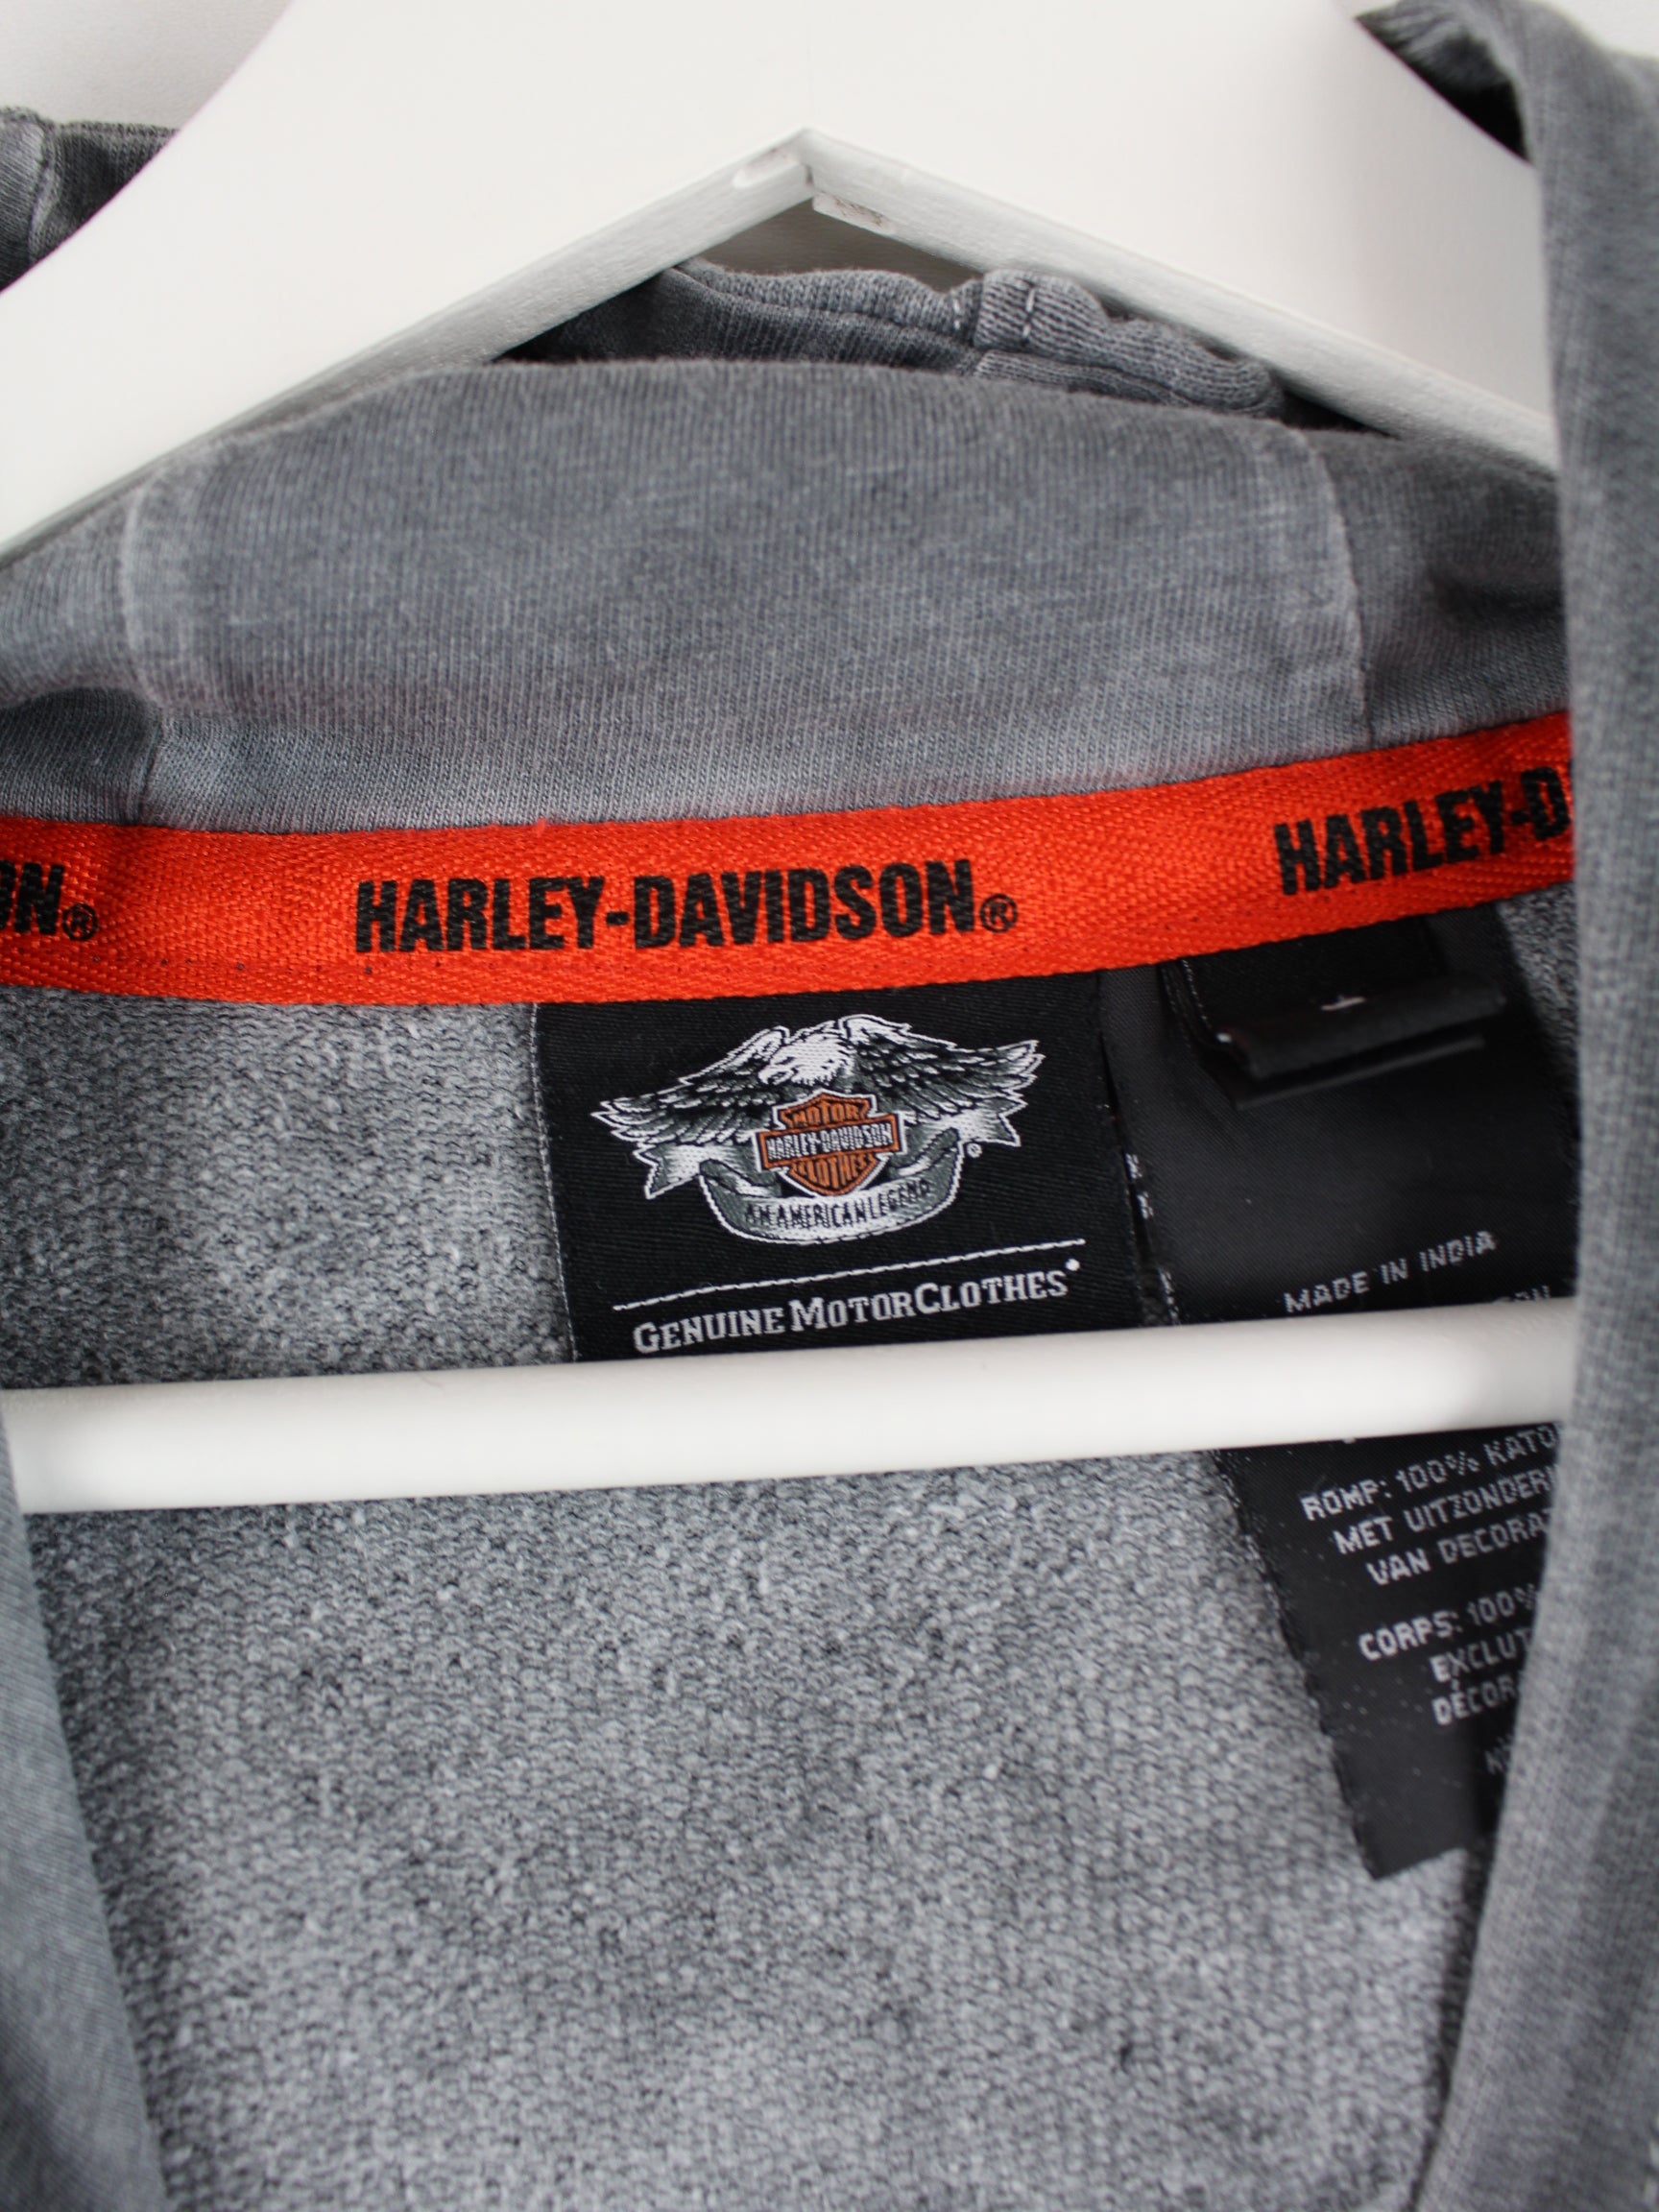 ON®
HARLEY-DAVIDSON®
HARLEY-D
MOTOR
HARLEY-DAVIDSON
CLOTHES
®
AN AMERICAN LEGEND
GENUINE MOTORCLOTHES
MADE IN INDIA
ROMP: 100% KATO
MET UITZONDER
VAN DECORA
CORPS: 100%
EXCLU
DÉCOR